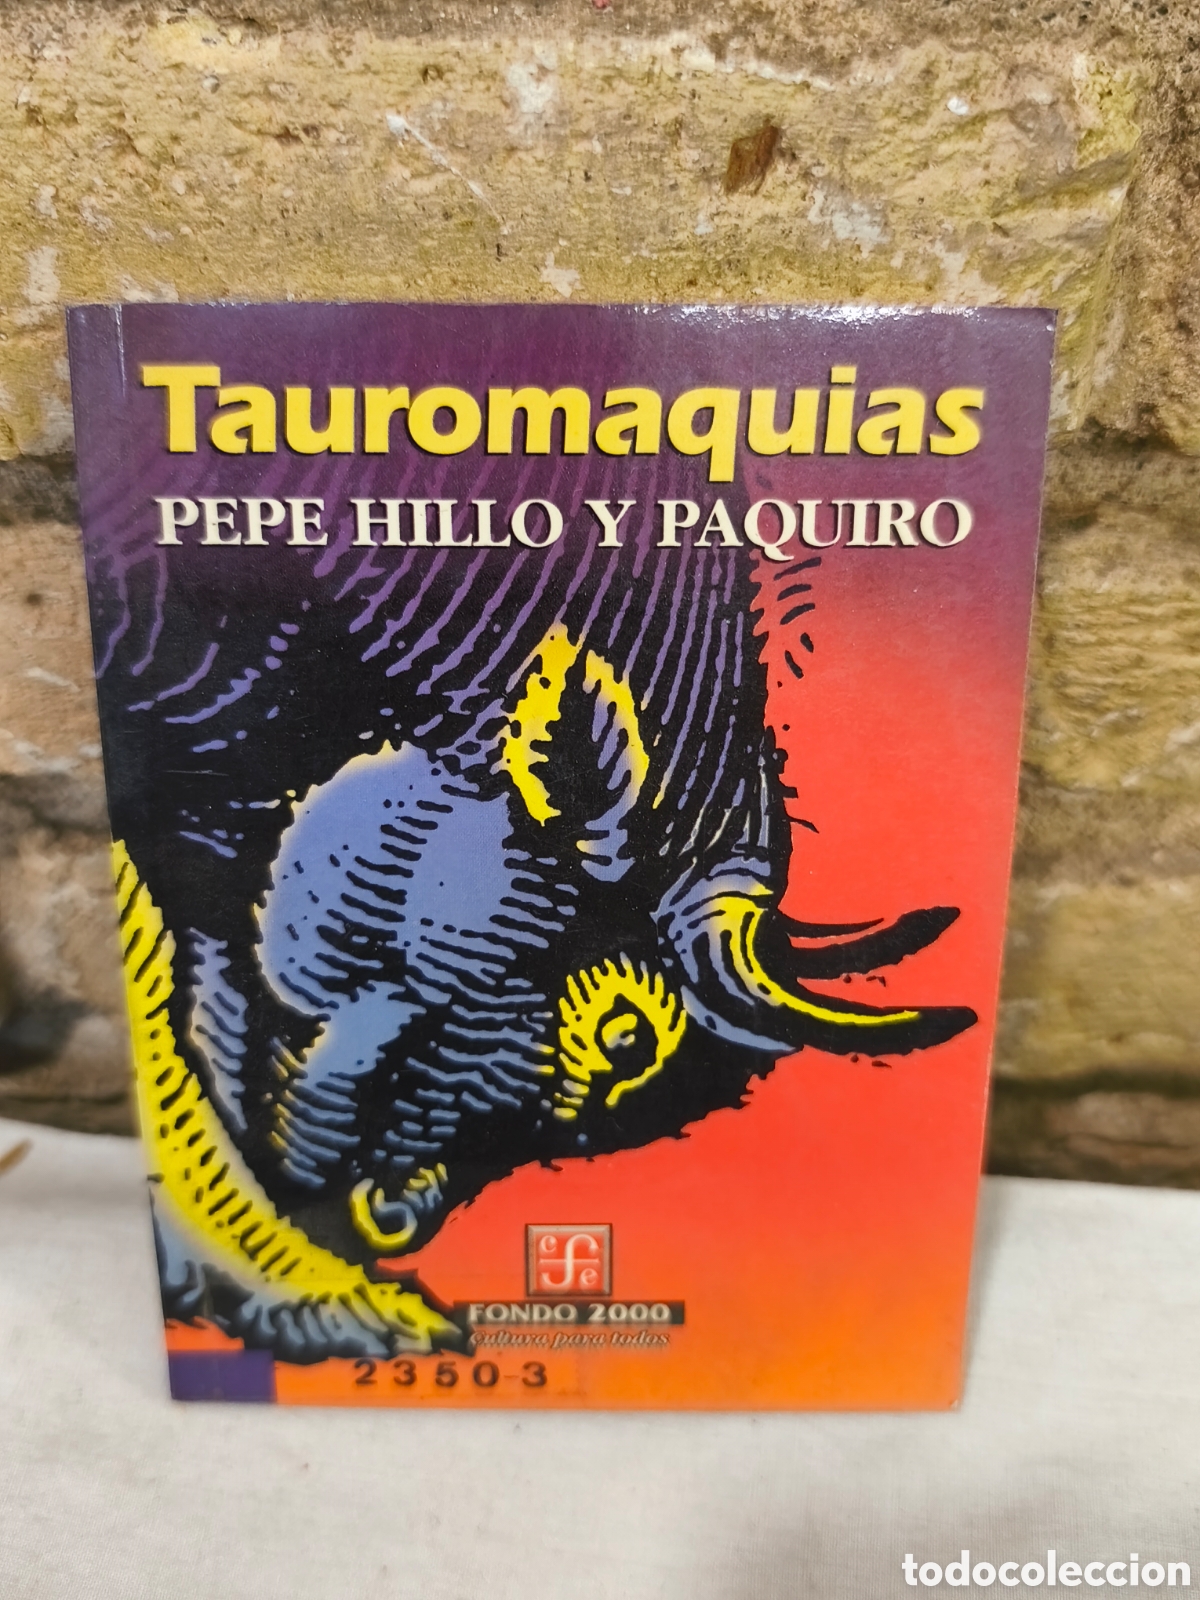 Tauromaquias
PEPE HILLO Y PAQUIRO
c f e
FONDO 2000
Cultura para todos
2350-3
todocoleccion